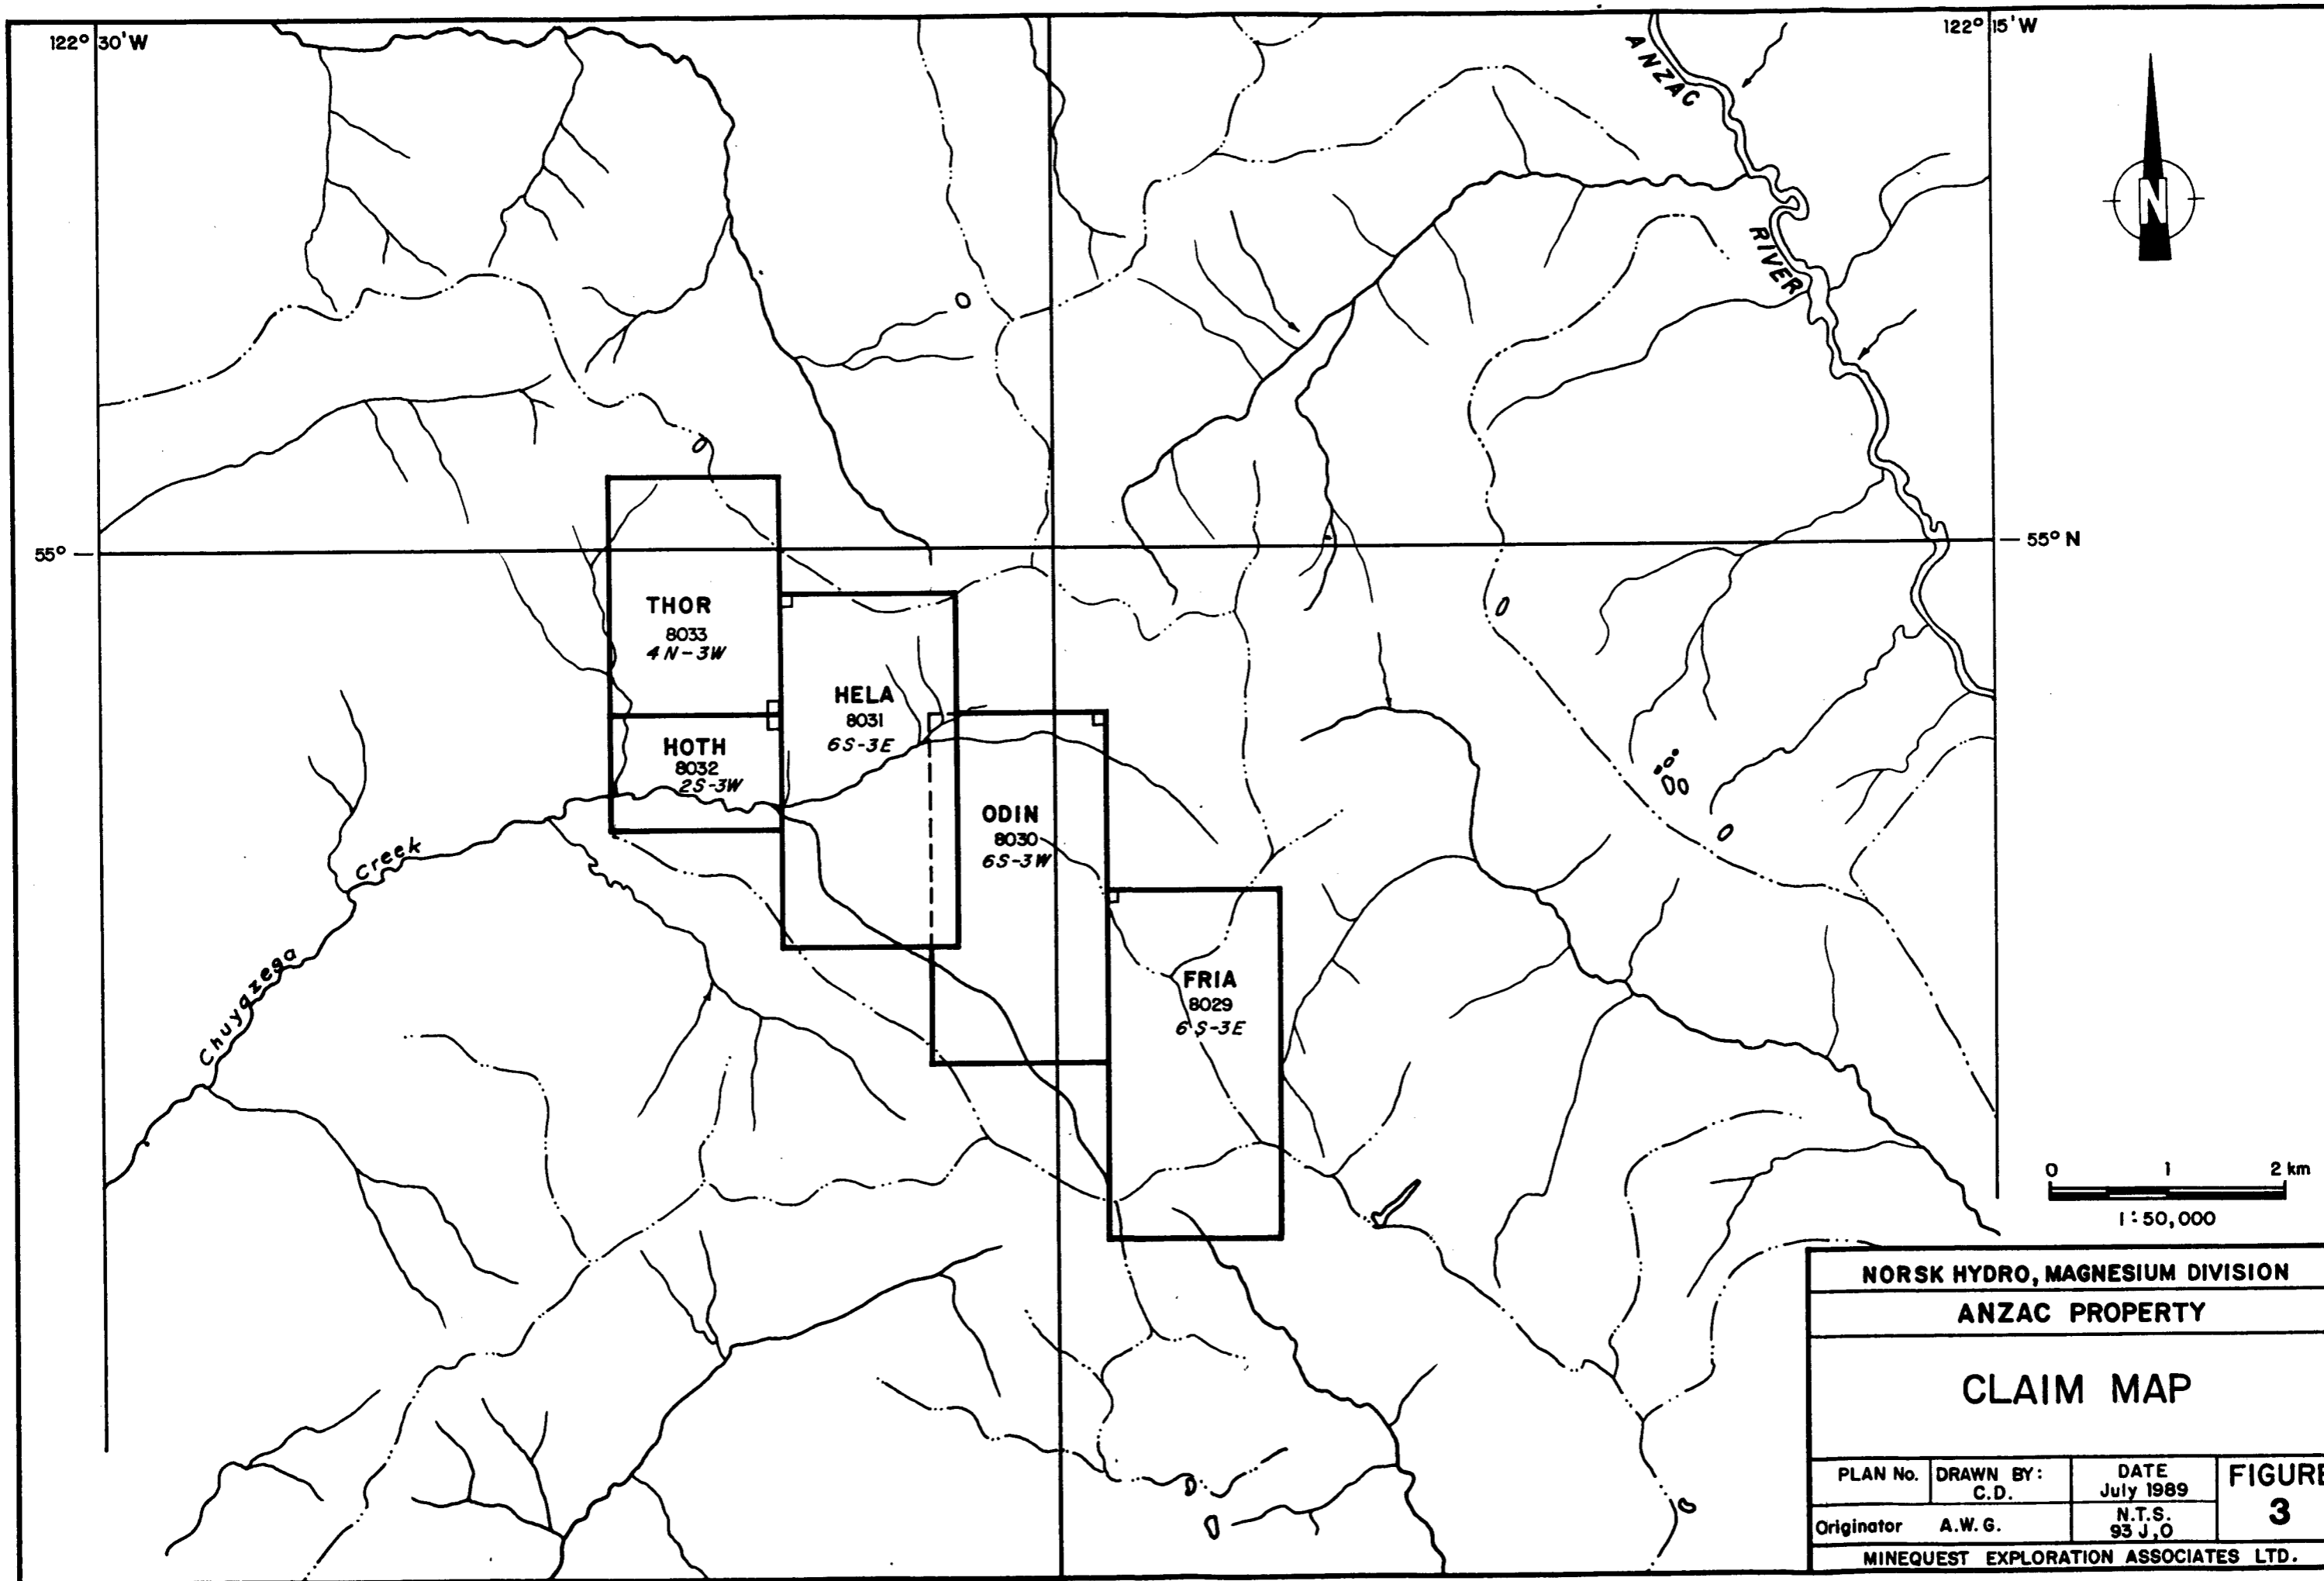 122° 30'W
122° 15'W
ANZAC
RIVER
N
55°
55° N
THOR
8033
4N-3W
HELA
8031
6S-3E
HOTH
8032
2S-3W
ODIN
8030
6S-3W
FRIA
8029
6S-3E
Chuyazega Creek
0 1 2 km
1:50,000
NORSK HYDRO, MAGNESIUM DIVISION
ANZAC PROPERTY
CLAIM MAP
PLAN No.
DRAWN BY:
C.D.
DATE
July 1989
FIGURE
3
Originator A.W.G.
N.T.S.
93 J,O
MINEQUEST EXPLORATION ASSOCIATES LTD.